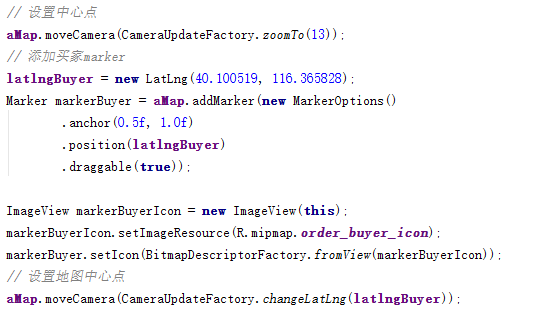 // 设置中心点
aMap.moveCamera(CameraUpdateFactory.zoomTo(13));
// 添加买家marker
latlngBuyer = new LatLng(40.100519, 116.365828);
Marker markerBuyer = aMap.addMarker(new MarkerOptions()
        .anchor(0.5f, 1.0f)
        .position(latlngBuyer)
        .draggable(true));
ImageView markerBuyerIcon = new ImageView(this);
markerBuyerIcon.setImageResource(R.mipmap.order_buyer_icon);
markerBuyer.setIcon(BitmapDescriptorFactory.fromView(markerBuyerIcon));
// 设置地图中心点
aMap.moveCamera(CameraUpdateFactory.changeLatLng(latlngBuyer));